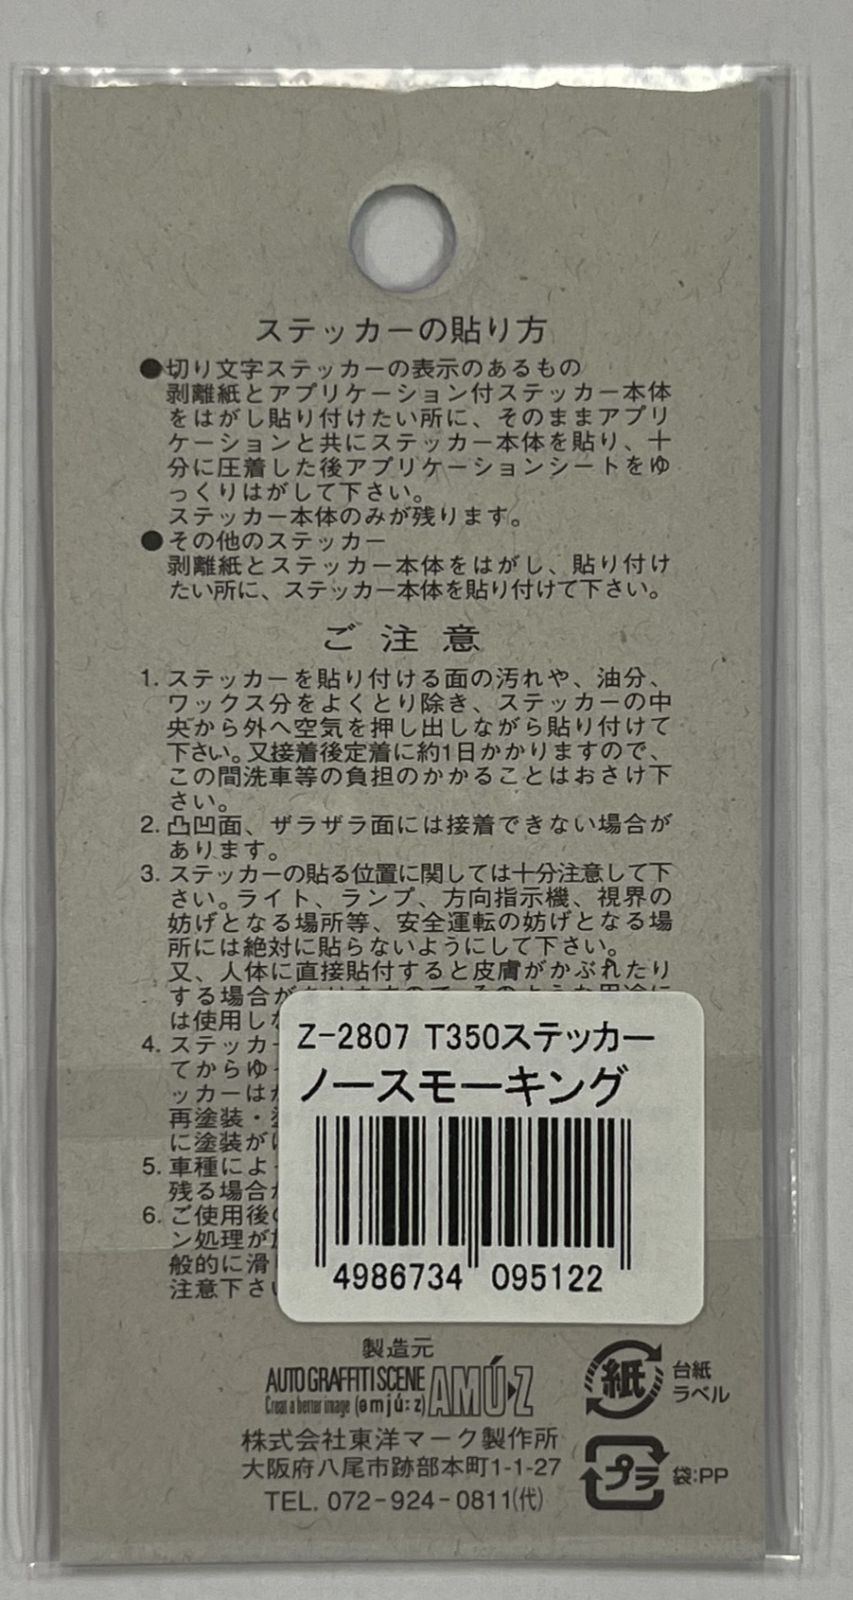 ステッカーの貼り方
●切り文字ステッカーの表示のあるもの
剥離紙とアプリケーション付ステッカー本体
をはがし貼り付けたい所に、そのままアプリ
ケーションと共にステッカー本体を貼り、十
分に圧着した後アプリケーションシートをゆ
っくりはがして下さい。
ステッカー本体のみが残ります。
●その他のステッカー
剥離紙とステッカー本体をはがし、貼り付け
たい所に、ステッカー本体を貼り付けて下さい。
ご注意
1. ステッカーを貼り付ける面の汚れや、油分、
ワックス分をよくとり除き、ステッカーの中
央から外へ空気を押し出しながら貼り付けて
下さい。又接着後定着に約1日かかりますので、
この間洗車等の負担のかかることはおさけ下
さい。
2. 凸凹面、ザラザラ面には接着できない場合が
あります。
3. ステッカーの貼る位置に関しては十分注意して下
さい。ライト、ランプ、方向指示機、視界の
妨げとなる場所等、安全運転の妨げとなる場
所には絶対に貼らないようにして下さい。
又、人体に直接貼付すると皮膚がかぶれたり
する場合が
は使用し
4. ステッカー
てからゆ
ッカーは
再塗装・
に塗装が
5. 車種によ
残る場合
6. ご使用後
ン処理が
般的に滑
注意下さ
Z-2807 T350ステッカー
ノースモーキング
4986734 095122
製造元
AUTO GRAFFITI SCENE AMÚ-Z
Creat a better image (əmjú:z)
株式会社東洋マーク製作所
大阪府八尾市跡部本町1-1-27
TEL. 072-924-0811(代)
紙 台紙
ラベル
プラ 袋:PP